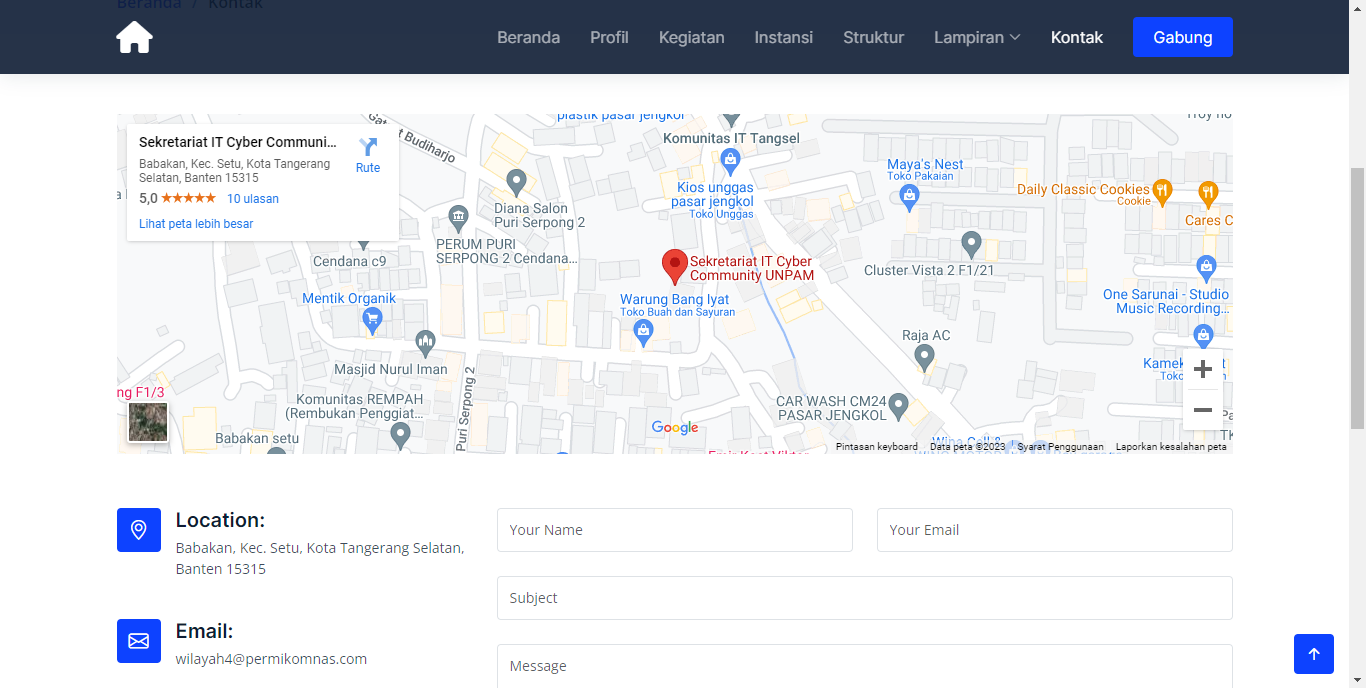 Beranda / Kontak
Beranda
Profil
Kegiatan
Instansi
Struktur
Lampiran
Kontak
Gabung
Sekretariat IT Cyber Communi...
Babakan, Kec. Setu, Kota Tangerang
Selatan, Banten 15315
5,0
10 ulasan
Lihat peta lebih besar
Rute
Gatot Budiharjo
plastik pasar jengkol
Komunitas IT Tangsel
Troy
Kios unggas
pasar jengkol
Toko Unggas
Maya's Nest
Toko Pakaian
Daily Classic Cookies
Cookie
Cares C
Diana Salon
Puri Serpong 2
PERUM PURI
SERPONG 2 Cendana...
Cendana c9
Sekretariat IT Cyber
Community UNPAM
Cluster Vista 2 F1/21
Mentik Organik
Warung Bang Iyat
Toko Buah dan Sayuran
One Sarunai - Studio
Music Recording...
Raja AC
Masjid Nurul Iman
Kamek
ng F1/3
Komunitas REMPAH
(Rembukan Penggiat...
Puri Serpong 2
CAR WASH CM24
PASAR JENGKOL
Babakan setu
Google
Pintasan keyboard
Data peta ©2023
Syarat Penggunaan
Laporkan kesalahan peta
Location:
Babakan, Kec. Setu, Kota Tangerang Selatan,
Banten 15315
Email:
wilayah4@permikomnas.com
Your Name
Your Email
Subject
Message